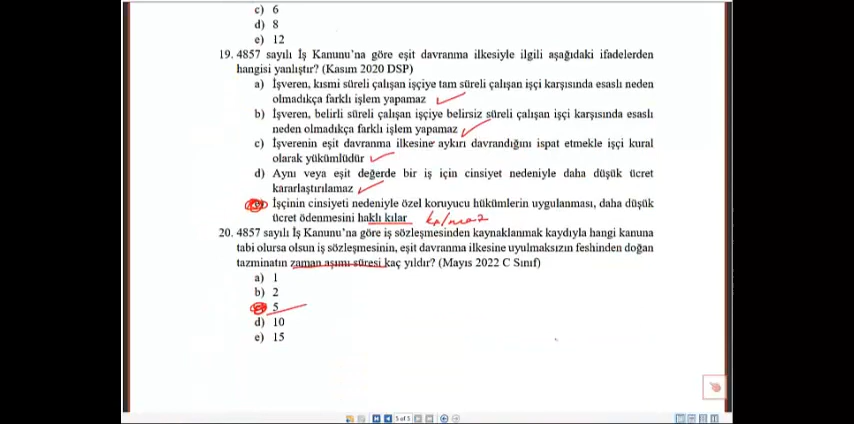 c) 6
d) 8
e) 12
19. 4857 sayılı İş Kanunu'na göre eşit davranma ilkesiyle ilgili aşağıdaki ifadelerden
hangisi yanlıştır? (Kasım 2020 DSP)
a) İşveren, kısmi süreli çalışan işçiye tam süreli çalışan işçi karşısında esaslı neden
olmadıkça farklı işlem yapamaz
b) İşveren, belirli süreli çalışan işçiye belirsiz süreli çalışan işçi karşısında esaslı
neden olmadıkça farklı işlem yapamaz
c) İşverenin eşit davranma ilkesine aykırı davrandığını ispat etmekle işçi kural
olarak yükümlüdür
d) Aynı veya eşit değerde bir iş için cinsiyet nedeniyle daha düşük ücret
kararlaştırılamaz
İşçinin cinsiyeti nedeniyle özel koruyucu hükümlerin uygulanması, daha düşük
ücret ödenmesini haklı kılar kılmaz
20. 4857 sayılı İş Kanunu'na göre iş sözleşmesinden kaynaklanmak kaydıyla hangi kanuna
tabi olursa olsun iş sözleşmesinin, eşit davranma ilkesine uyulmaksızın feshinden doğan
tazminatın zaman aşımı süresi kaç yıldır? (Mayıs 2022 C Sınıf)
a) 1
b) 2
5
d) 10
e) 15
5 of 5